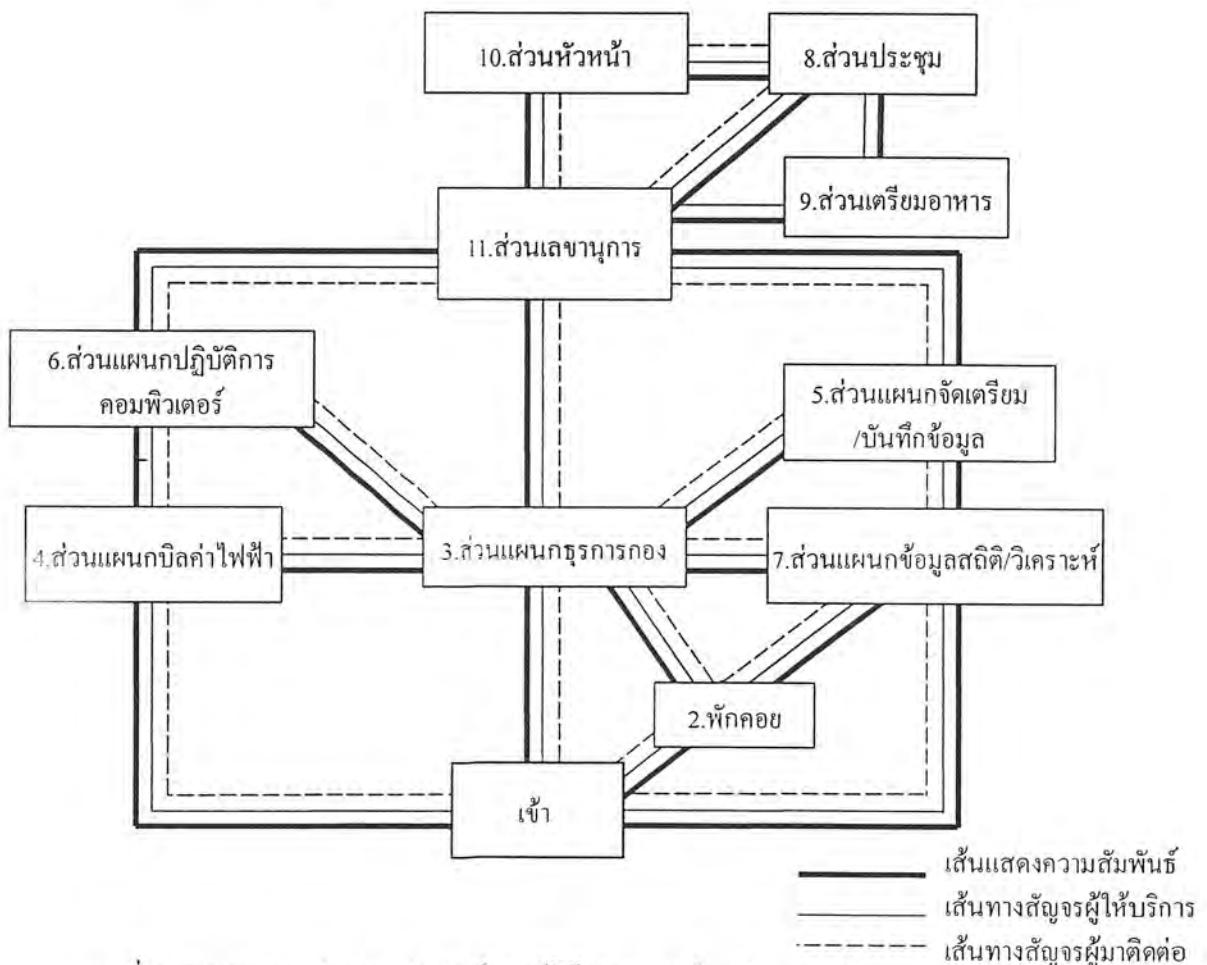 10.ส่วนหัวหน้า
8.ส่วนประชุม
9.ส่วนเตรียมอาหาร
11.ส่วนเลขานุการ
6.ส่วนแผนกปฏิบัติการ
คอมพิวเตอร์
5.ส่วนแผนกจัดเตรียม
/บันทึกข้อมูล
4.ส่วนแผนกบิลค่าไฟฟ้า
3.ส่วนแผนกธุรการกอง
7.ส่วนแผนกข้อมูลสถิติ/วิเคราะห์
2.พักคอย
เข้า
เส้นแสดงความสัมพันธ์
เส้นทางสัญจรผู้ให้บริการ
เส้นทางสัญจรผู้มาติดต่อ